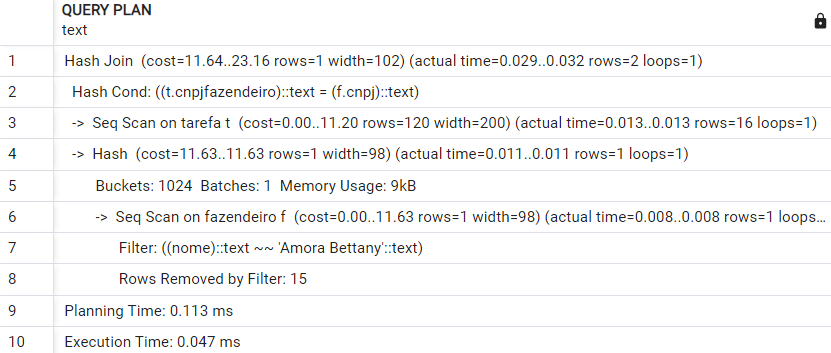 QUERY PLAN
text
1 Hash Join (cost=11.64..23.16 rows=1 width=102) (actual time=0.029..0.032 rows=2 loops=1)
2 Hash Cond: ((t.cnpjfazendeiro)::text = (f.cnpj)::text)
3 -> Seq Scan on tarefa t (cost=0.00..11.20 rows=120 width=200) (actual time=0.013..0.013 rows=16 loops=1)
4 -> Hash (cost=11.63..11.63 rows=1 width=98) (actual time=0.011..0.011 rows=1 loops=1)
5 Buckets: 1024 Batches: 1 Memory Usage: 9kB
6 -> Seq Scan on fazendeiro f (cost=0.00..11.63 rows=1 width=98) (actual time=0.008..0.008 rows=1 loops...
7 Filter: ((nome)::text ~~ 'Amora Bettany'::text)
8 Rows Removed by Filter: 15
9 Planning Time: 0.113 ms
10 Execution Time: 0.047 ms